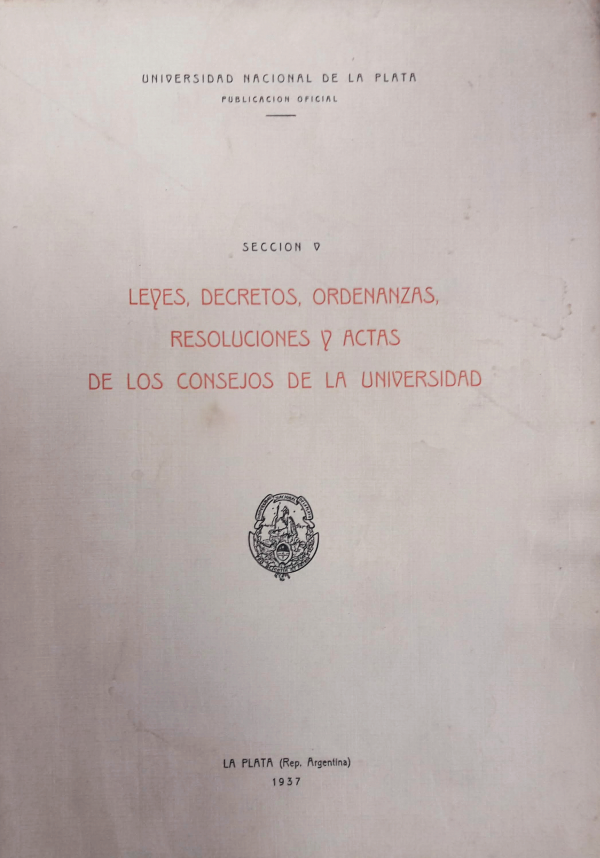 UNIVERSIDAD NACIONAL DE LA PLATA
PUBLICACION OFICIAL
SECCION V
LEYES, DECRETOS, ORDENANZAS,
RESOLUCIONES Y ACTAS
DE LOS CONSEJOS DE LA UNIVERSIDAD
LA PLATA (Rep. Argentina)
1937